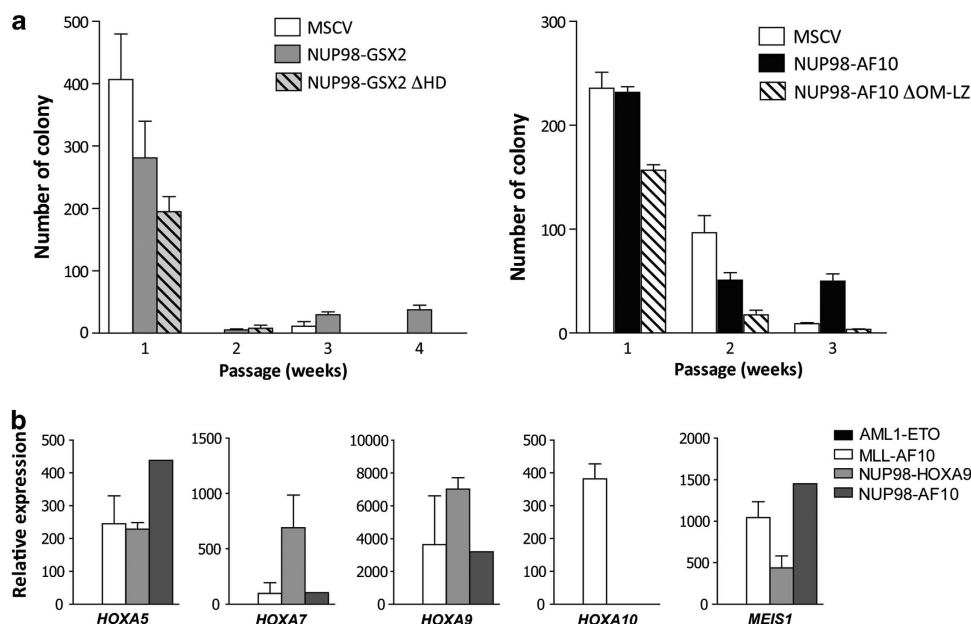 a
500
400
300
200
100
0
Number of colony
1 2 3 4
Passage (weeks)
MSCV
NUP98-GSX2
NUP98-GSX2 ΔHD
300
200
100
0
Number of colony
1 2 3
Passage (weeks)
MSCV
NUP98-AF10
NUP98-AF10 ΔOM-LZ
b
Relative expression
500
400
300
200
100
0
HOXA5
1500
1000
500
0
HOXA7
10000
8000
6000
4000
2000
0
HOXA9
500
400
300
200
100
0
HOXA10
2000
1500
1000
500
0
MEIS1
AML1-ETO
MLL-AF10
NUP98-HOXA9
NUP98-AF10